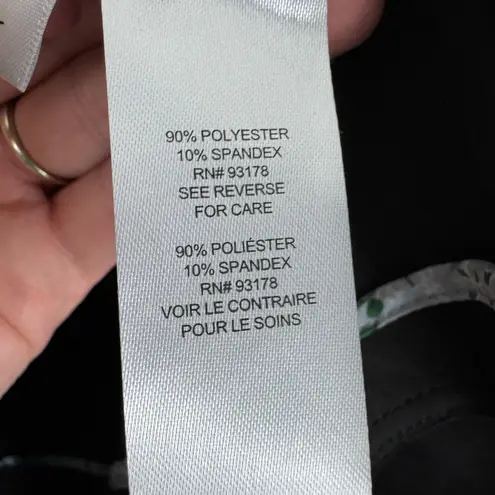 90% POLYESTER
10% SPANDEX
RN# 93178
SEE REVERSE
FOR CARE
90% POLIÉSTER
10% SPANDEX
RN# 93178
VOIR LE CONTRAIRE
POUR LE SOINS